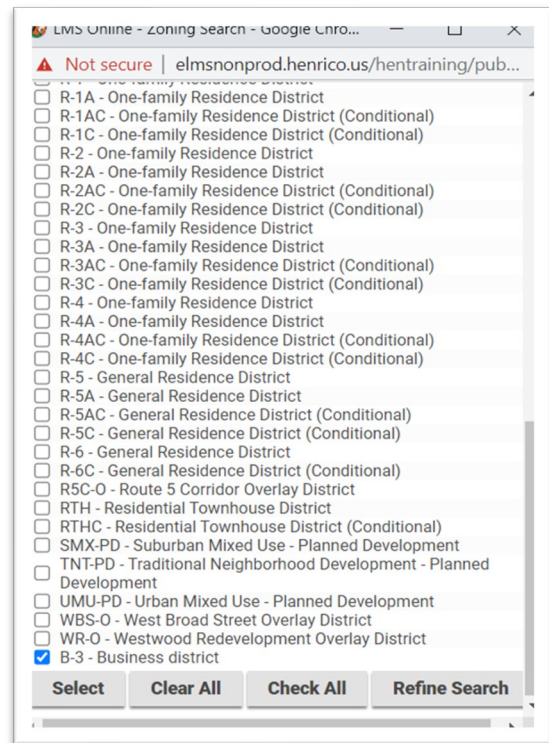 LMS Online - Zoning Search - Google Chro...
Not secure | elmsnonprod.henrico.us/hentraining/pub...
R-1A - One-family Residence District
R-1AC - One-family Residence District (Conditional)
R-1C - One-family Residence District (Conditional)
R-2 - One-family Residence District
R-2A - One-family Residence District
R-2AC - One-family Residence District (Conditional)
R-2C - One-family Residence District (Conditional)
R-3 - One-family Residence District
R-3A - One-family Residence District
R-3AC - One-family Residence District (Conditional)
R-3C - One-family Residence District (Conditional)
R-4 - One-family Residence District
R-4A - One-family Residence District
R-4AC - One-family Residence District (Conditional)
R-4C - One-family Residence District (Conditional)
R-5 - General Residence District
R-5A - General Residence District
R-5AC - General Residence District (Conditional)
R-5C - General Residence District (Conditional)
R-6 - General Residence District
R-6C - General Residence District (Conditional)
R5C-O - Route 5 Corridor Overlay District
RTH - Residential Townhouse District
RTHC - Residential Townhouse District (Conditional)
SMX-PD - Suburban Mixed Use - Planned Development
TNT-PD - Traditional Neighborhood Development - Planned
Development
UMU-PD - Urban Mixed Use - Planned Development
WBS-O - West Broad Street Overlay District
WR-O - Westwood Redevelopment Overlay District
B-3 - Business district
Select Clear All Check All Refine Search